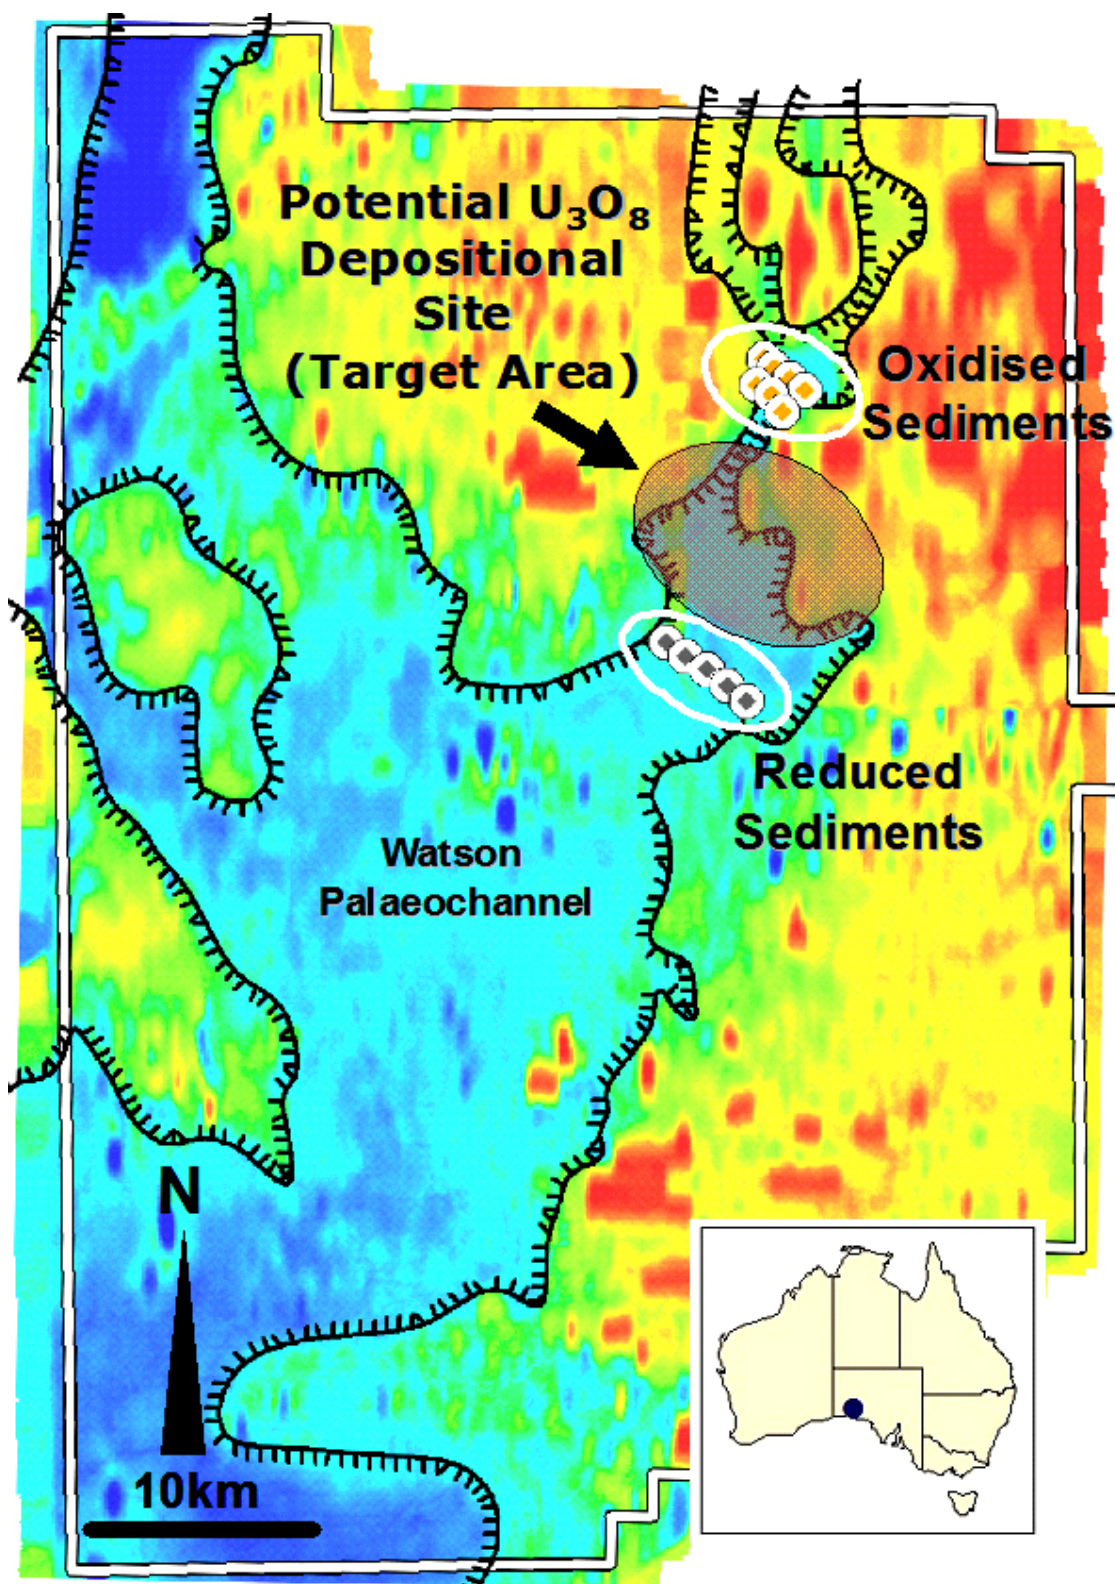 Potential U₃O₈
Depositional
Site
(Target Area)
Oxidised
Sediments
Reduced
Sediments
Watson
Palaeochannel
N
10km